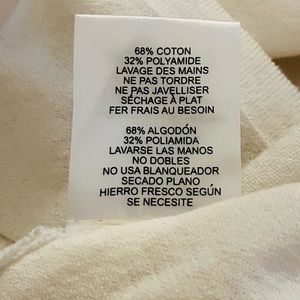 68% COTON
32% POLYAMIDE
LAVAGE DES MAINS
NE PAS TORDRE
NE PAS JAVELLISER
SÉCHAGE À PLAT
FER FRAIS AU BESOIN
68% ALGODÓN
32% POLIAMIDA
LAVARSE LAS MANOS
NO DOBLES
NO USA BLANQUEADOR
SECADO PLANO
HIERRO FRESCO SEGÚN
SE NECESITE